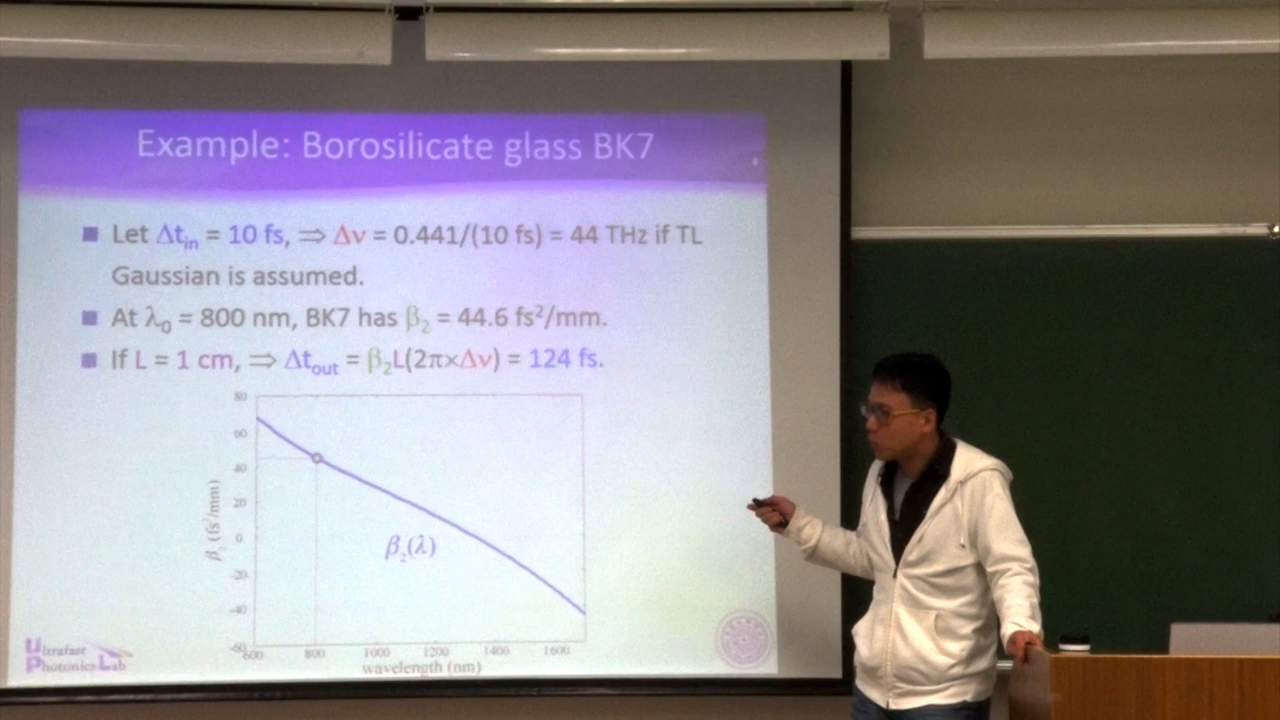 Example: Borosilicate glass BK7
■ Let Δt_in = 10 fs, ⇒ Δν = 0.441/(10 fs) = 44 THz if TL
Gaussian is assumed.
■ At λ₀ = 800 nm, BK7 has β₂ = 44.6 fs²/mm.
■ If L = 1 cm, ⇒ Δt_out = β₂L(2π×Δν) = 124 fs.
80
60
40
20
0
-20
-40
-60
β₂ (fs²/mm)
β₂(λ)
600 800 1000 1200 1400 1600
wavelength (nm)
Ultrafast
Photonics Lab